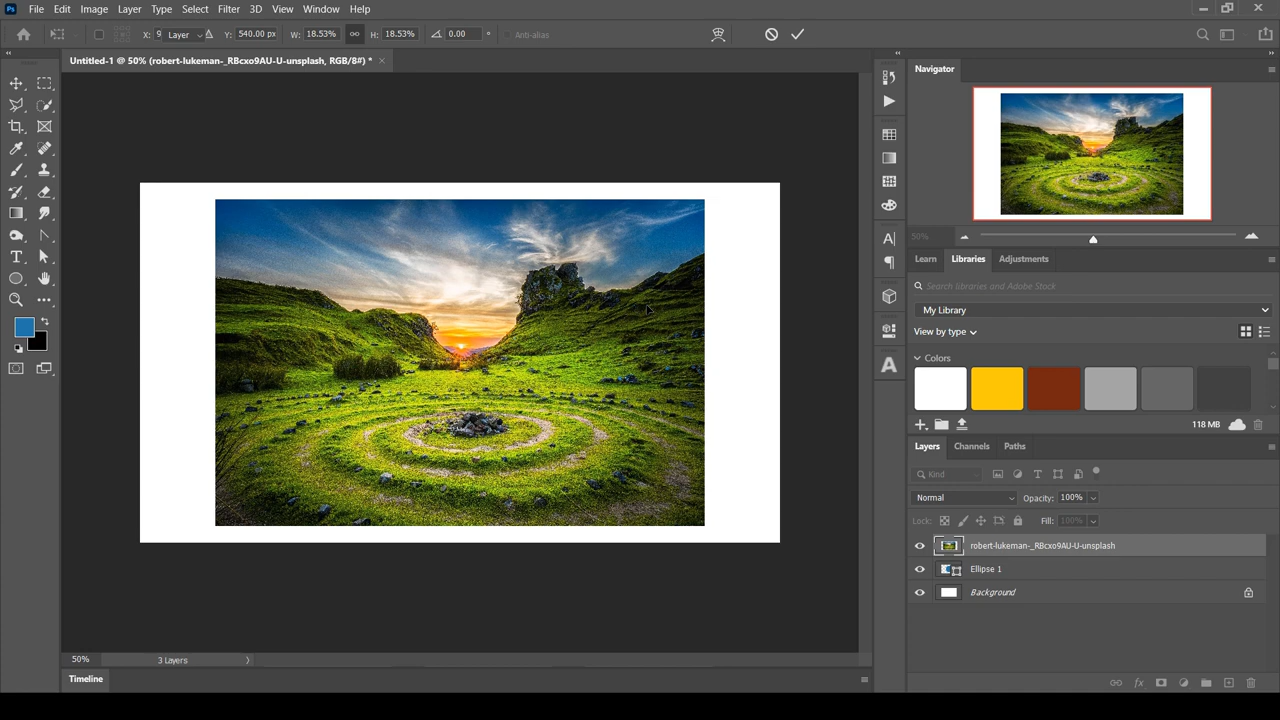 Ps File Edit Image Layer Type Select Filter 3D View Window Help
X: 9 Layer Y: 540.00 px W: 18.53% H: 18.53% 0.00 ° Anti-alias
Untitled-1 @ 50% (robert-lukeman-_RBcxo9AU-U-unsplash, RGB/8#) *
Navigator
50%
Learn Libraries Adjustments
Search libraries and Adobe Stock
My Library
View by type
Colors
118 MB
Layers Channels Paths
Kind
Normal Opacity: 100%
Lock: Fill: 100%
robert-lukeman-_RBcxo9AU-U-unsplash
Ellipse 1
Background
50% 3 Layers
Timeline